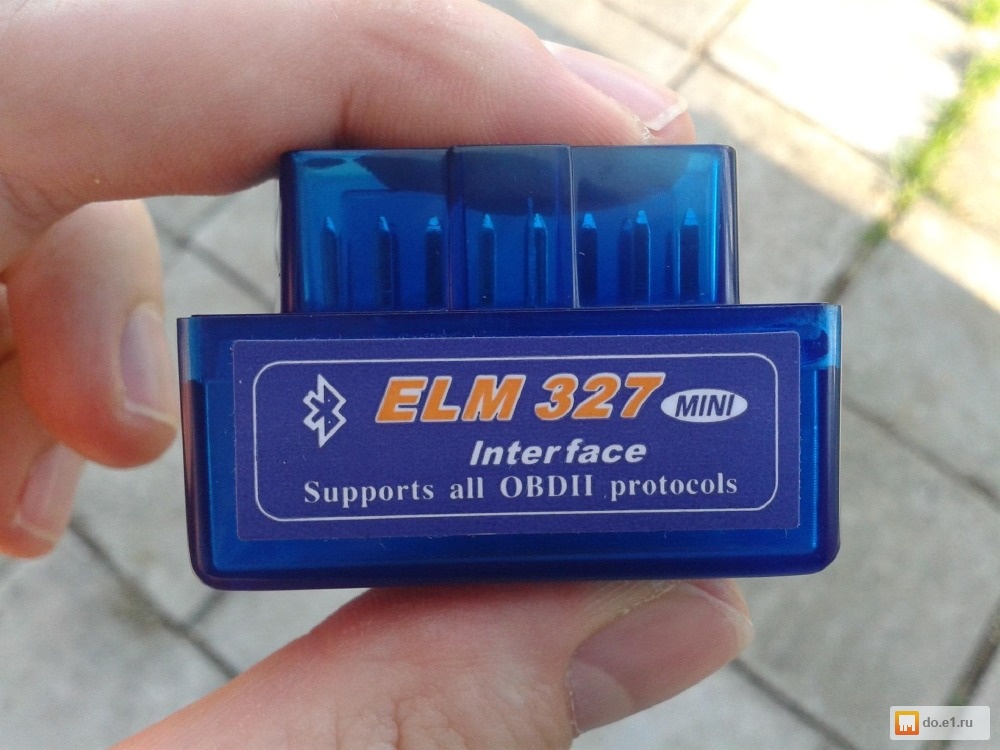 ELM 327 MINI
Interface
Supports all OBDII protocols
do.e1.ru